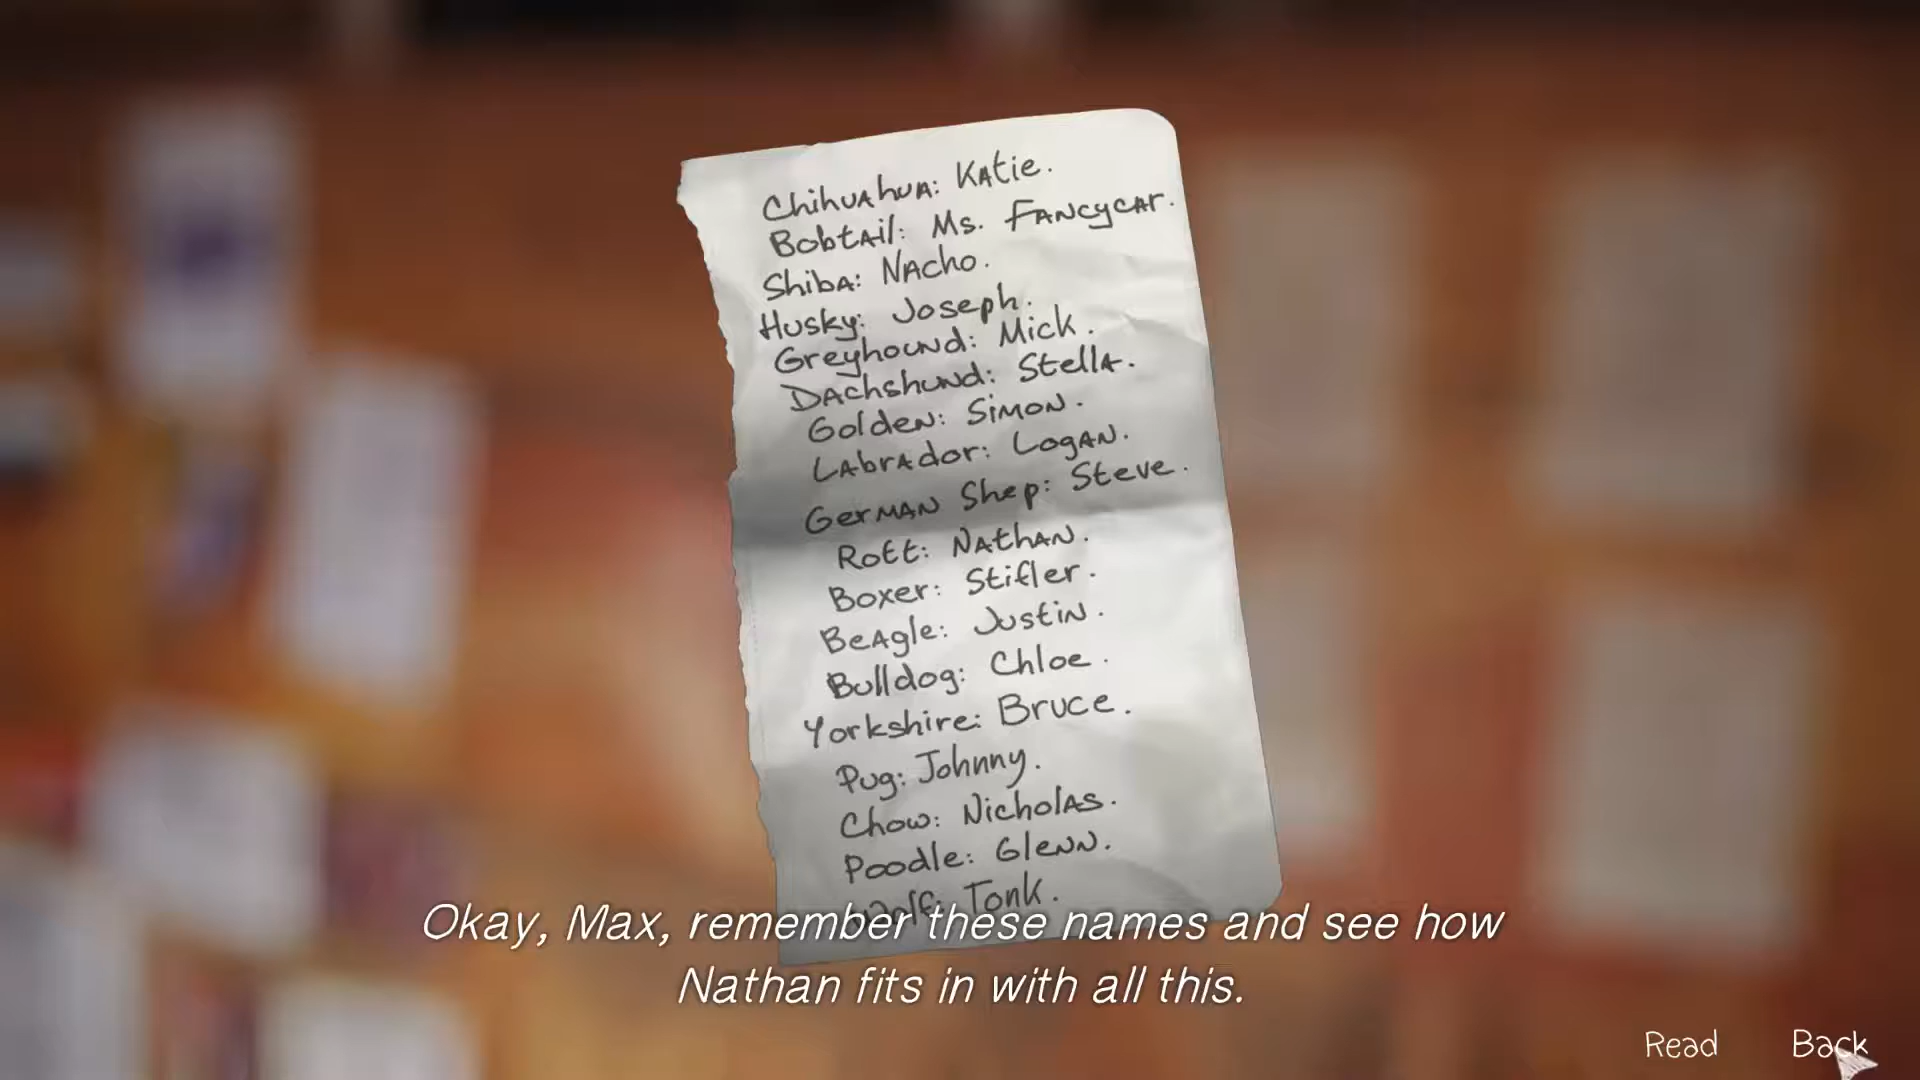 Chihuahua: Katie.
Bobtail: Ms. Fancycar.
Shiba: Nacho.
Husky: Joseph.
Greyhound: Mick.
Dachshund: Stella.
Golden: Simon.
Labrador: Logan.
German Shep: Steve.
Rott: Nathan.
Boxer: Stifler.
Beagle: Justin.
Bulldog: Chloe.
Yorkshire: Bruce.
Pug: Johnny.
Chow: Nicholas.
Poodle: Glenn.
Wolf: Tonk.
Okay, Max, remember these names and see how
Nathan fits in with all this.
Read
Back